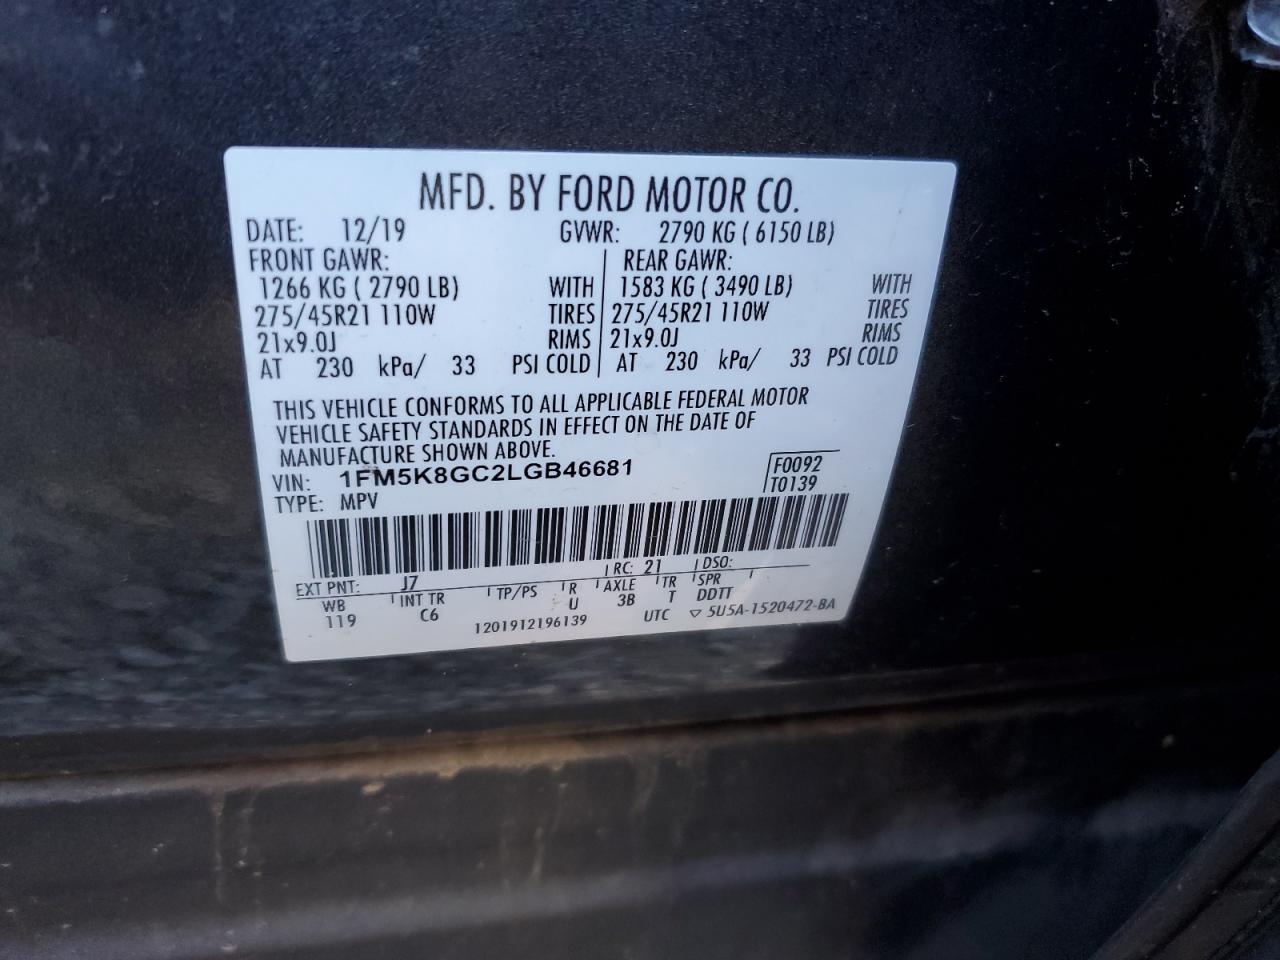 MFD. BY FORD MOTOR CO.
DATE: 12/19 GVWR: 2790 KG ( 6150 LB)
FRONT GAWR: REAR GAWR:
1266 KG ( 2790 LB) WITH 1583 KG ( 3490 LB) WITH
275/45R21 110W TIRES 275/45R21 110W TIRES
21x9.0J RIMS 21x9.0J RIMS
AT 230 kPa/ 33 PSI COLD AT 230 kPa/ 33 PSI COLD
THIS VEHICLE CONFORMS TO ALL APPLICABLE FEDERAL MOTOR
VEHICLE SAFETY STANDARDS IN EFFECT ON THE DATE OF
MANUFACTURE SHOWN ABOVE.
VIN: 1FM5K8GC2LGB46681 F0092
TYPE: MPV T0139
EXT PNT: J7 RC: 21 DSO:
WB INT TR TP/PS R AXLE TR SPR
119 C6 U 3B T DDTT
1201912196139 UTC ▽ 5U5A-1520472-BA